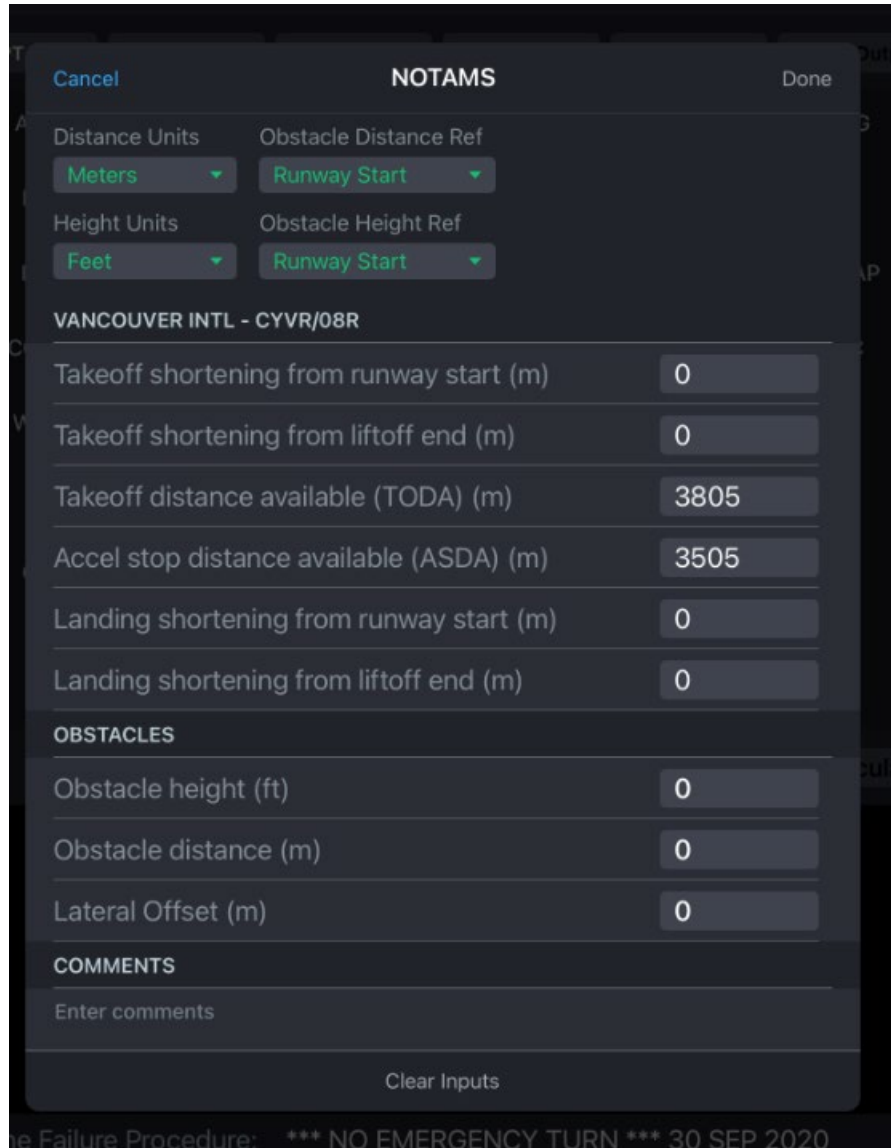 Cancel NOTAMS Done
Distance Units Obstacle Distance Ref
Meters Runway Start
Height Units Obstacle Height Ref
Feet Runway Start
VANCOUVER INTL - CYVR/08R
Takeoff shortening from runway start (m) 0
Takeoff shortening from liftoff end (m) 0
Takeoff distance available (TODA) (m) 3805
Accel stop distance available (ASDA) (m) 3505
Landing shortening from runway start (m) 0
Landing shortening from liftoff end (m) 0
OBSTACLES
Obstacle height (ft) 0
Obstacle distance (m) 0
Lateral Offset (m) 0
COMMENTS
Enter comments
Clear Inputs
Failure Procedure: *** NO EMERGENCY TURN *** 30 SEP 2020